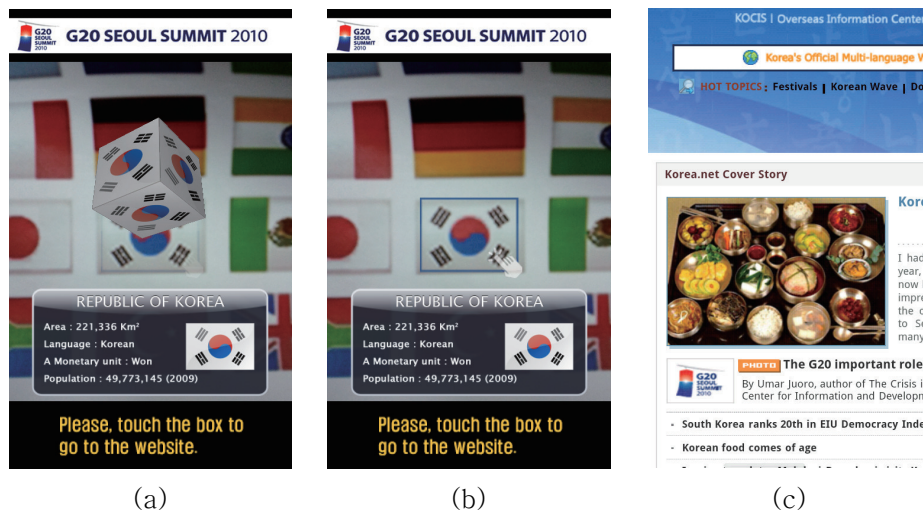 G20
SEOUL
SUMMIT
2010
G20 SEOUL SUMMIT 2010
REPUBLIC OF KOREA
Area : 221,336 Km²
Language : Korean
A Monetary unit : Won
Population : 49,773,145 (2009)
Please, touch the box to
go to the website.
(a)
G20
SEOUL
SUMMIT
2010
G20 SEOUL SUMMIT 2010
REPUBLIC OF KOREA
Area : 221,336 Km²
Language : Korean
A Monetary unit : Won
Population : 49,773,145 (2009)
Please, touch the box to
go to the website.
(b)
KOCIS | Overseas Information Center
Korea's Official Multi-language
HOT TOPICS : Festivals | Korean Wave | Do
Korea.net Cover Story
Kore
I had
year,
now
impre
the c
to Se
many
G20
SEOUL
SUMMIT
2010
PHOTO The G20 important role
By Umar Juoro, author of The Crisis i
Center for Information and Developm
- South Korea ranks 20th in EIU Democracy Inde
- Korean food comes of age
(c)